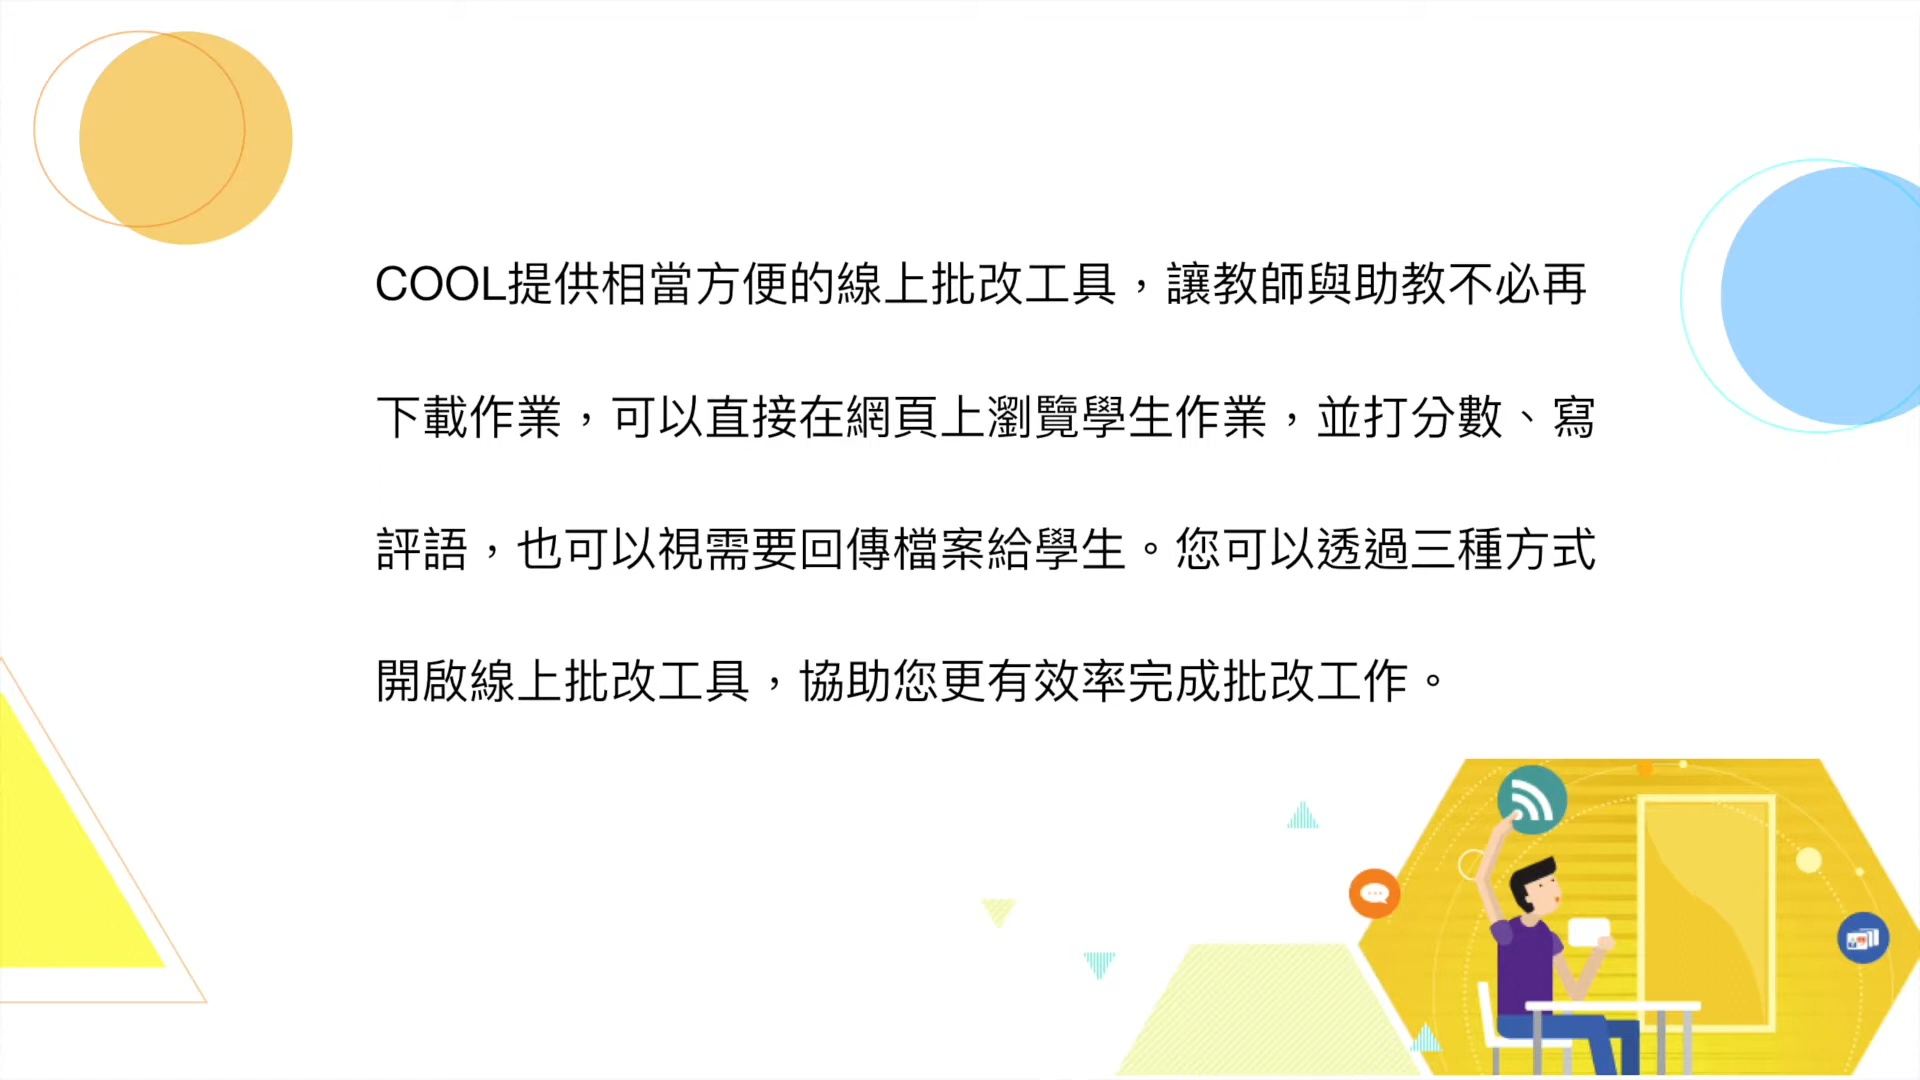 COOL提供相當方便的線上批改工具，讓教師與助教不必再
下載作業，可以直接在網頁上瀏覽學生作業，並打分數、寫
評語，也可以視需要回傳檔案給學生。您可以透過三種方式
開啟線上批改工具，協助您更有效率完成批改工作。